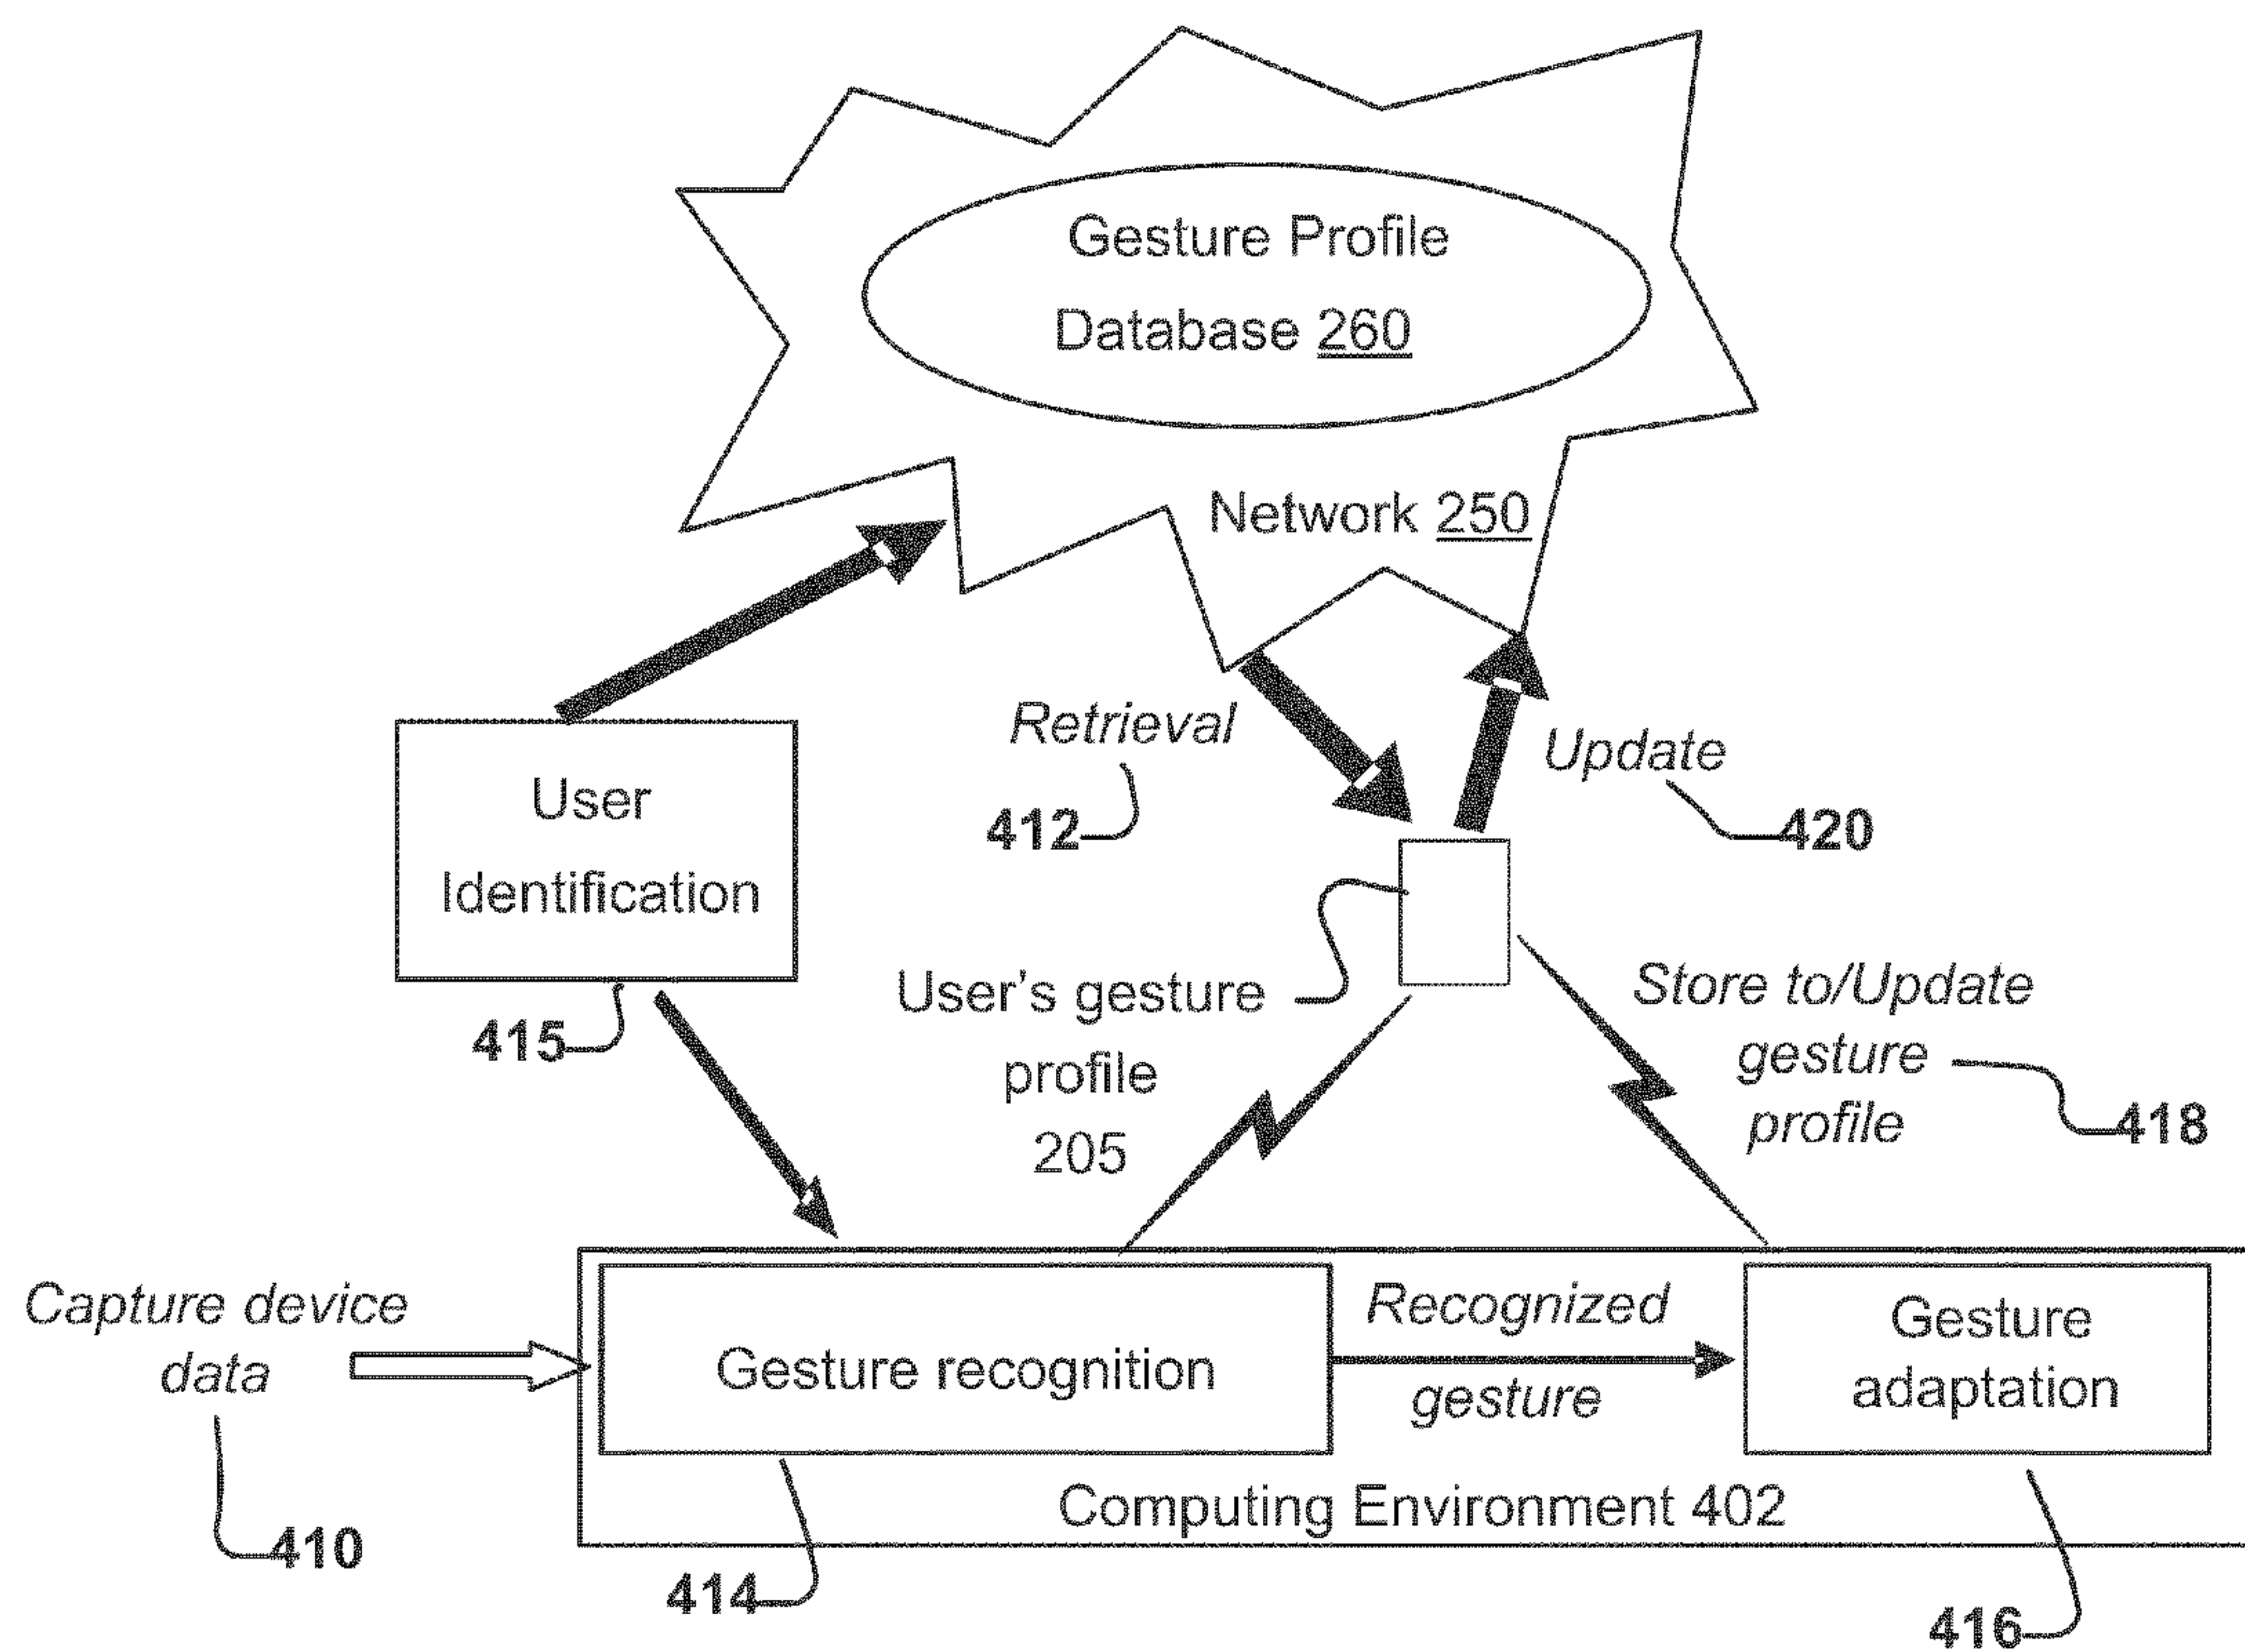 Gesture Profile
Database 260
Network 250
Retrieval
412
Update
420
User
Identification
415
User's gesture
profile
205
Store to/Update
gesture
profile
418
Capture device
data
410
Gesture recognition
414
Recognized
gesture
Gesture
adaptation
416
Computing Environment 402